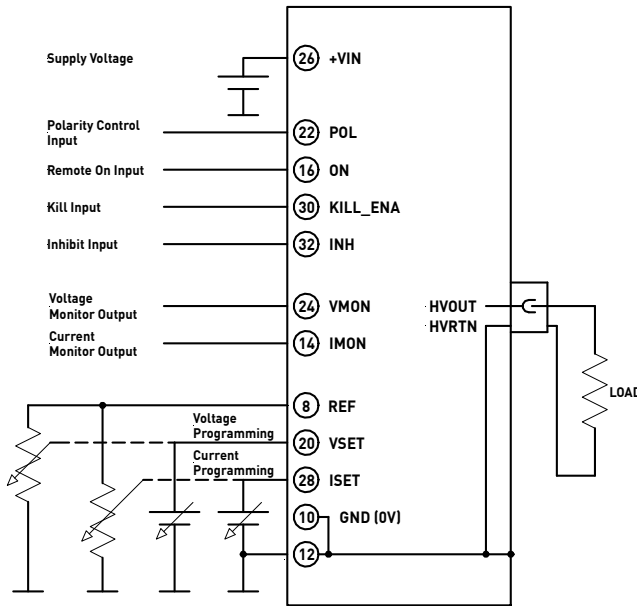 Supply Voltage
26 +VIN
Polarity Control
Input
22 POL
Remote On Input
16 ON
Kill Input
30 KILL_ENA
Inhibit Input
32 INH
Voltage
Monitor Output
24 VMON
Current
Monitor Output
14 IMON
HVOUT
HVRTN
LOAD
8 REF
Voltage
Programming
20 VSET
Current
Programming
28 ISET
10 GND (0V)
12